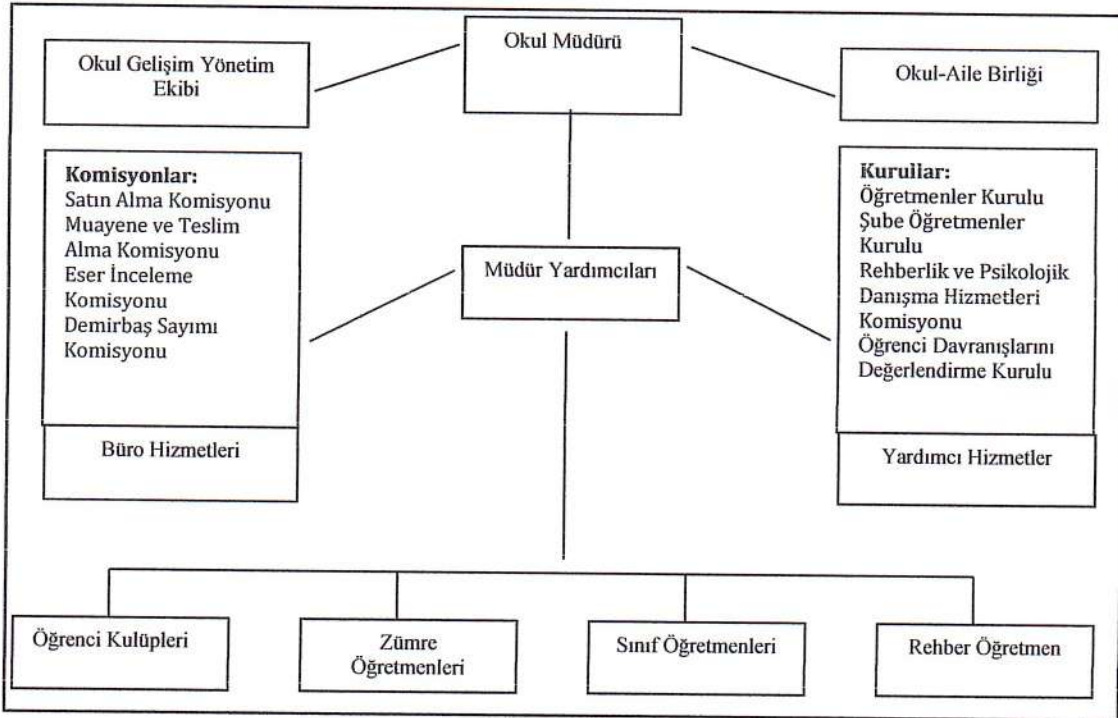 Okul Müdürü
Okul Gelişim Yönetim
Ekibi
Okul-Aile Birliği
Komisyonlar:
Satın Alma Komisyonu
Muayene ve Teslim
Alma Komisyonu
Eser İnceleme
Komisyonu
Demirbaş Sayımı
Komisyonu
Müdür Yardımcıları
Kurullar:
Öğretmenler Kurulu
Şube Öğretmenler
Kurulu
Rehberlik ve Psikolojik
Danışma Hizmetleri
Komisyonu
Öğrenci Davranışlarını
Değerlendirme Kurulu
Büro Hizmetleri
Yardımcı Hizmetler
Öğrenci Kulüpleri
Zümre
Öğretmenleri
Sınıf Öğretmenleri
Rehber Öğretmen